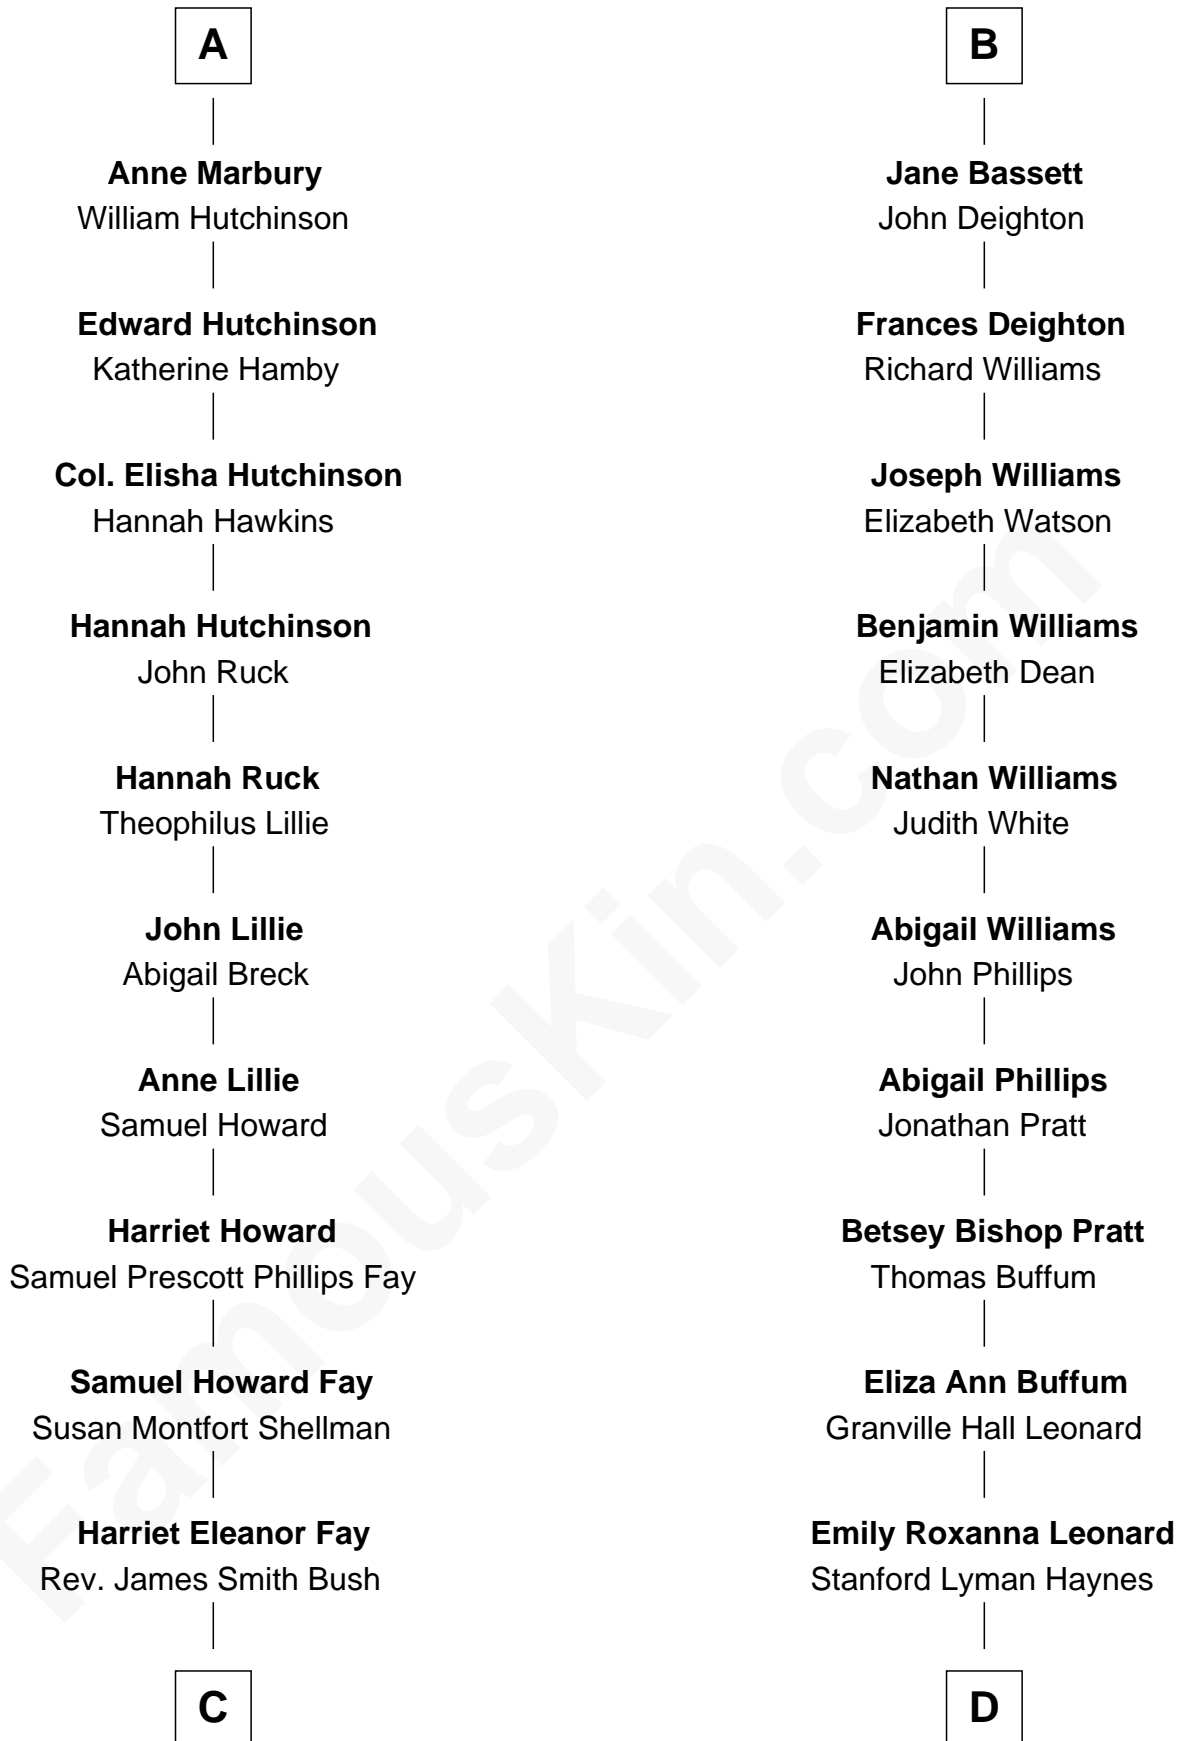 A
Anne Marbury
William Hutchinson
Edward Hutchinson
Katherine Hamby
Col. Elisha Hutchinson
Hannah Hawkins
Hannah Hutchinson
John Ruck
Hannah Ruck
Theophilus Lillie
John Lillie
Abigail Breck
Anne Lillie
Samuel Howard
Harriet Howard
Samuel Prescott Phillips Fay
Samuel Howard Fay
Susan Montfort Shellman
Harriet Eleanor Fay
Rev. James Smith Bush
C
B
Jane Bassett
John Deighton
Frances Deighton
Richard Williams
Joseph Williams
Elizabeth Watson
Benjamin Williams
Elizabeth Dean
Nathan Williams
Judith White
Abigail Williams
John Phillips
Abigail Phillips
Jonathan Pratt
Betsey Bishop Pratt
Thomas Buffum
Eliza Ann Buffum
Granville Hall Leonard
Emily Roxanna Leonard
Stanford Lyman Haynes
D
FamousKin.com